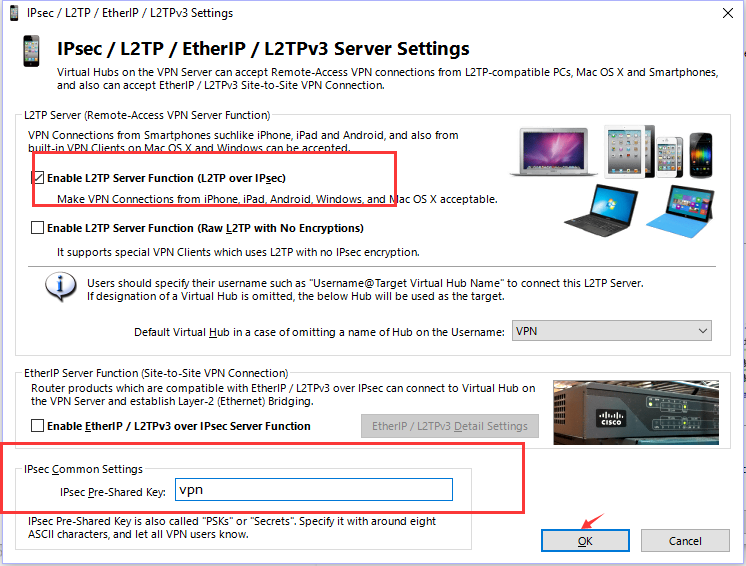 IPsec / L2TP / EtherIP / L2TPv3 Settings
IPsec / L2TP / EtherIP / L2TPv3 Server Settings
Virtual Hubs on the VPN Server can accept Remote-Access VPN connections from L2TP-compatible PCs, Mac OS X and Smartphones,
and also can accept EtherIP / L2TPv3 Site-to-Site VPN Connection.
L2TP Server (Remote-Access VPN Server Function)
VPN Connections from Smartphones suchlike iPhone, iPad and Android, and also from
built-in VPN Clients on Mac OS X and Windows can be accepted.
Enable L2TP Server Function (L2TP over IPsec)
Make VPN Connections from iPhone, iPad, Android, Windows, and Mac OS X acceptable.
Enable L2TP Server Function (Raw L2TP with No Encryptions)
It supports special VPN Clients which uses L2TP with no IPsec encryption.
Users should specify their username such as "Username@Target Virtual Hub Name" to connect this L2TP Server.
If designation of a Virtual Hub is omitted, the below Hub will be used as the target.
Default Virtual Hub in a case of omitting a name of Hub on the Username: VPN
EtherIP Server Function (Site-to-Site VPN Connection)
Router products which are compatible with EtherIP / L2TPv3 over IPsec can connect to Virtual Hub on
the VPN Server and establish Layer-2 (Ethernet) Bridging.
Enable EtherIP / L2TPv3 over IPsec Server Function
EtherIP / L2TPv3 Detail Settings
CISCO
IPsec Common Settings
IPsec Pre-Shared Key: vpn
IPsec Pre-Shared Key is also called "PSKs" or "Secrets". Specify it with around eight
ASCII characters, and let all VPN users know.
OK
Cancel